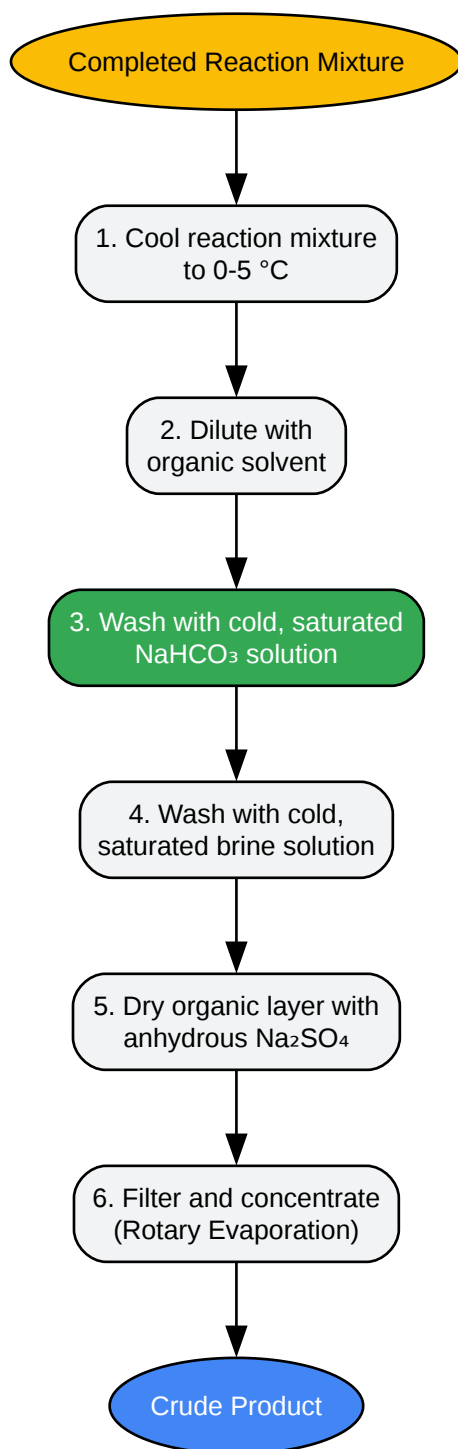 Completed Reaction Mixture
1. Cool reaction mixture
to 0-5 °C
2. Dilute with
organic solvent
3. Wash with cold, saturated
NaHCO₃ solution
4. Wash with cold,
saturated brine solution
5. Dry organic layer with
anhydrous Na₂SO₄
6. Filter and concentrate
(Rotary Evaporation)
Crude Product